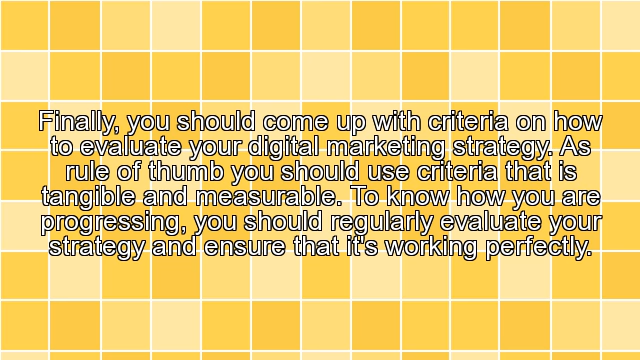 Finally, you should come up with criteria on how
to evaluate your digital marketing strategy. As
rule of thumb you should use criteria that is
tangible and measurable. To know how you are
progressing, you should regularly evaluate your
strategy and ensure that it's working perfectly.